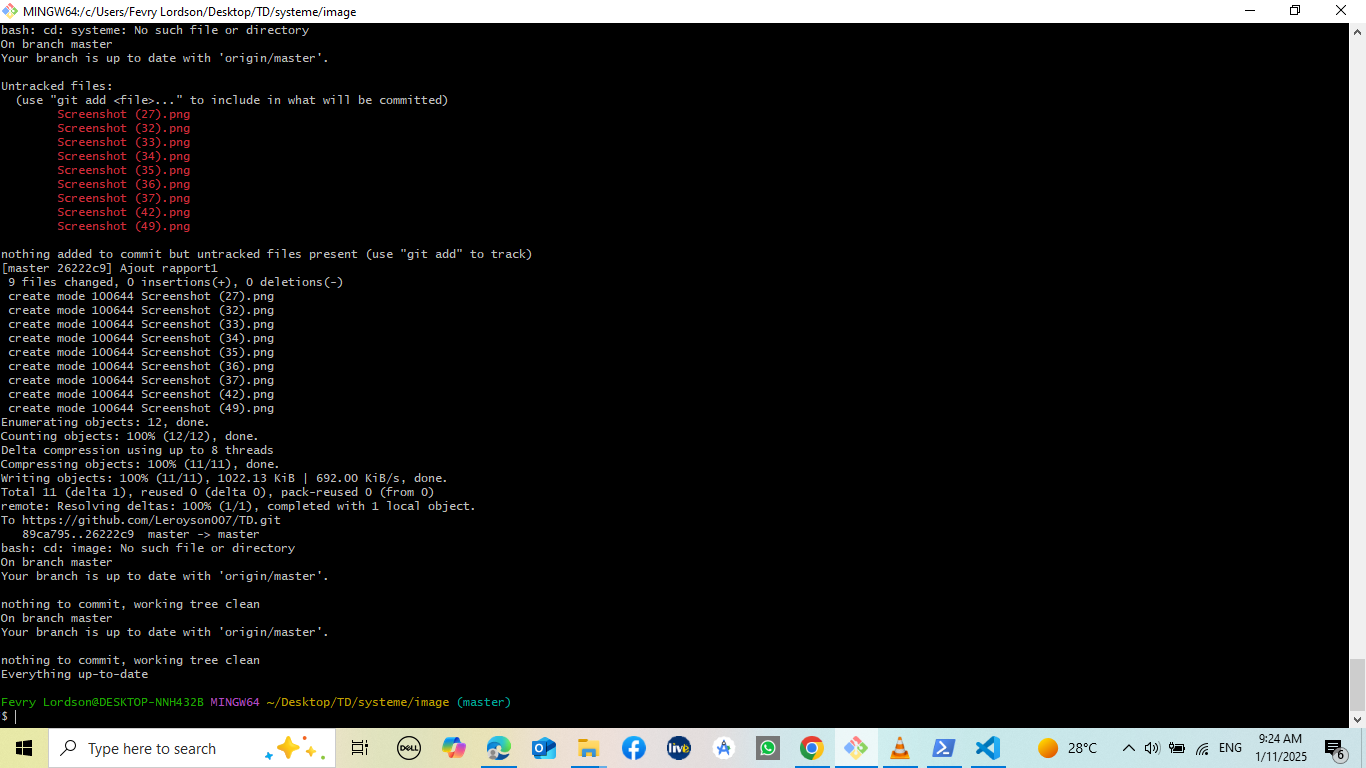 MINGW64:/c/Users/Fevry Lordson/Desktop/TD/systeme/image
bash: cd: systeme: No such file or directory
On branch master
Your branch is up to date with 'origin/master'.
Untracked files:
  (use "git add <file>..." to include in what will be committed)
        Screenshot (27).png
        Screenshot (32).png
        Screenshot (33).png
        Screenshot (34).png
        Screenshot (35).png
        Screenshot (36).png
        Screenshot (37).png
        Screenshot (42).png
        Screenshot (49).png
nothing added to commit but untracked files present (use "git add" to track)
[master 26222c9] Ajout rapport1
 9 files changed, 0 insertions(+), 0 deletions(-)
 create mode 100644 Screenshot (27).png
 create mode 100644 Screenshot (32).png
 create mode 100644 Screenshot (33).png
 create mode 100644 Screenshot (34).png
 create mode 100644 Screenshot (35).png
 create mode 100644 Screenshot (36).png
 create mode 100644 Screenshot (37).png
 create mode 100644 Screenshot (42).png
 create mode 100644 Screenshot (49).png
Enumerating objects: 12, done.
Counting objects: 100% (12/12), done.
Delta compression using up to 8 threads
Compressing objects: 100% (11/11), done.
Writing objects: 100% (11/11), 1022.13 KiB | 692.00 KiB/s, done.
Total 11 (delta 1), reused 0 (delta 0), pack-reused 0 (from 0)
remote: Resolving deltas: 100% (1/1), completed with 1 local object.
To https://github.com/Leroyson007/TD.git
   89ca795..26222c9  master -> master
bash: cd: image: No such file or directory
On branch master
Your branch is up to date with 'origin/master'.
nothing to commit, working tree clean
On branch master
Your branch is up to date with 'origin/master'.
nothing to commit, working tree clean
Everything up-to-date
Fevry Lordson@DESKTOP-NNH432B MINGW64 ~/Desktop/TD/systeme/image (master)
$
Type here to search
DELL
live
28°C
ENG
9:24 AM
1/11/2025
6